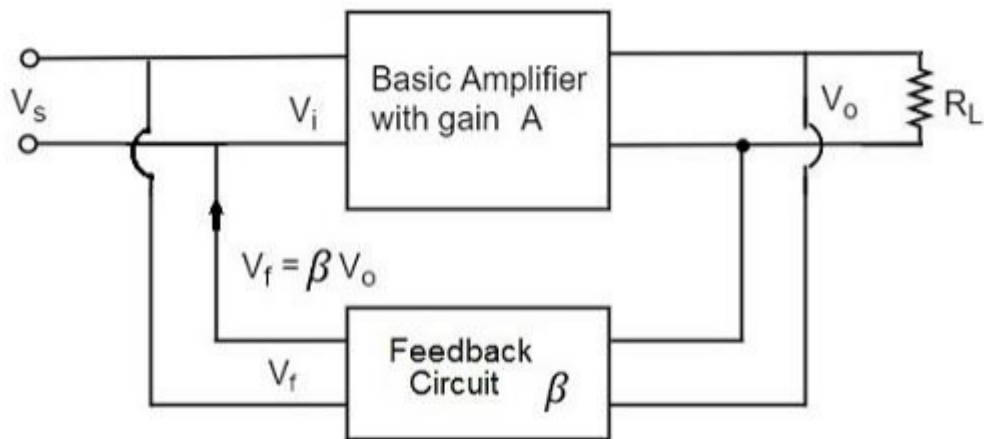 Basic Amplifier
with gain A
Vs
Vi
Vo
RL
Vf = β Vo
Feedback
Circuit β
Vf